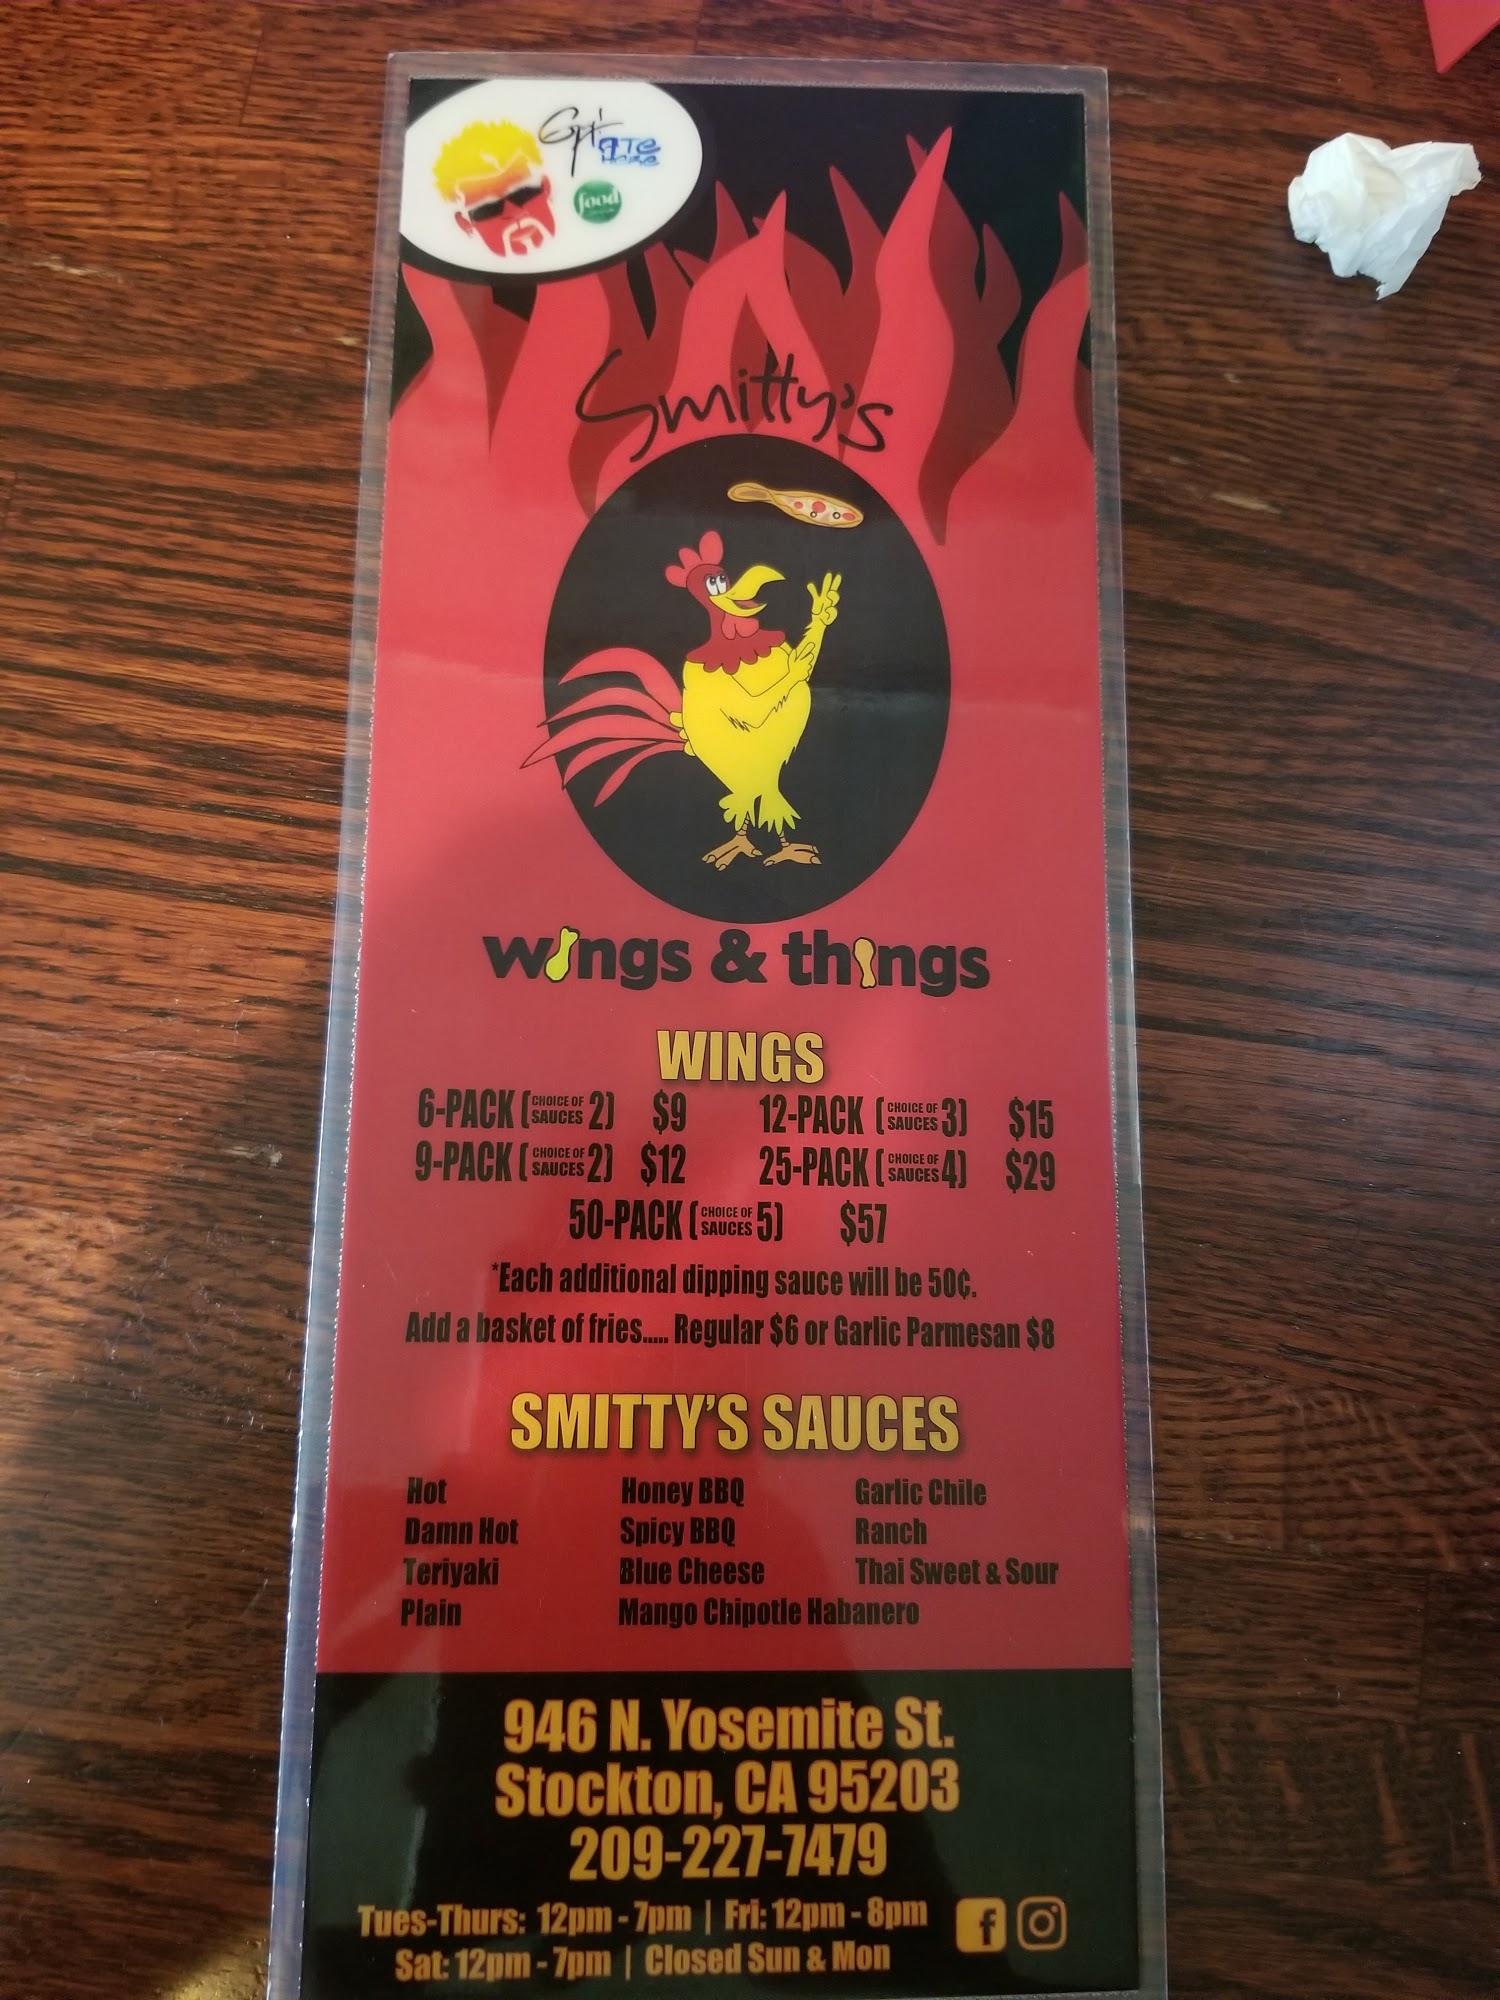 ATE
HERE
food
Smitty's
wings & things
WINGS
6-PACK (CHOICE OF SAUCES 2) $9 12-PACK (CHOICE OF SAUCES 3) $15
9-PACK (CHOICE OF SAUCES 2) $12 25-PACK (CHOICE OF SAUCES 4) $29
50-PACK (CHOICE OF SAUCES 5) $57
*Each additional dipping sauce will be 50¢.
Add a basket of fries..... Regular $6 or Garlic Parmesan $8
SMITTY'S SAUCES
Hot Honey BBQ Garlic Chile
Damn Hot Spicy BBQ Ranch
Teriyaki Blue Cheese Thai Sweet & Sour
Plain Mango Chipotle Habanero
946 N. Yosemite St.
Stockton, CA 95203
209-227-7479
Tues-Thurs: 12pm - 7pm | Fri: 12pm - 8pm
Sat: 12pm - 7pm | Closed Sun & Mon